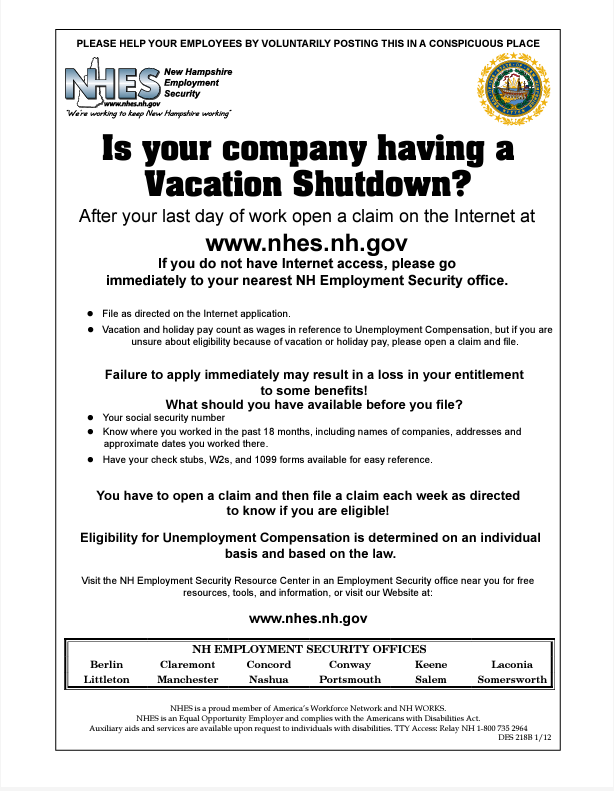 PLEASE HELP YOUR EMPLOYEES BY VOLUNTARILY POSTING THIS IN A CONSPICUOUS PLACE
NHES
New Hampshire
Employment
Security
www.nhes.nh.gov
"We're working to keep New Hampshire working"
Is your company having a
Vacation Shutdown?
After your last day of work open a claim on the Internet at
www.nhes.nh.gov
If you do not have Internet access, please go
immediately to your nearest NH Employment Security office.
● File as directed on the Internet application.
● Vacation and holiday pay count as wages in reference to Unemployment Compensation, but if you are
unsure about eligibility because of vacation or holiday pay, please open a claim and file.
Failure to apply immediately may result in a loss in your entitlement
to some benefits!
What should you have available before you file?
● Your social security number
● Know where you worked in the past 18 months, including names of companies, addresses and
approximate dates you worked there.
● Have your check stubs, W2s, and 1099 forms available for easy reference.
You have to open a claim and then file a claim each week as directed
to know if you are eligible!
Eligibility for Unemployment Compensation is determined on an individual
basis and based on the law.
Visit the NH Employment Security Resource Center in an Employment Security office near you for free
resources, tools, and information, or visit our Website at:
www.nhes.nh.gov
NH EMPLOYMENT SECURITY OFFICES
Berlin Claremont Concord Conway Keene Laconia
Littleton Manchester Nashua Portsmouth Salem Somersworth
NHES is a proud member of America's Workforce Network and NH WORKS.
NHES is an Equal Opportunity Employer and complies with the Americans with Disabilities Act.
Auxiliary aids and services are available upon request to individuals with disabilities. TTY Access: Relay NH 1-800 735 2964
DES 218B 1/12